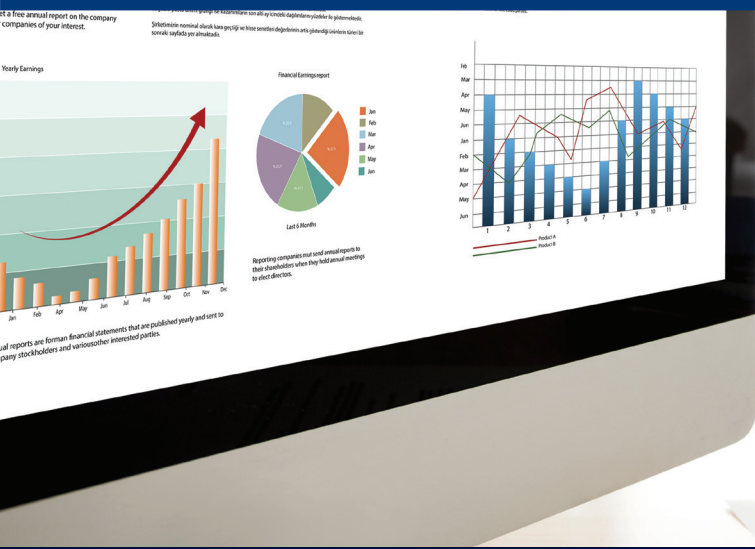 et a free annual report on the company
companies of your interest.
Şirketimizin nominal olarak kara geçtiği ve hisse senetleri değerlerinin artış gösterdiği ürünlerin türleri bir
sonraki sayfada yer almaktadır.
Yearly Earnings
Jan
Feb
Apr
May
Jun
Jul
Aug
Sep
Oct
Nov
Dec
ual reports are forman financial statements that are published yearly and sent to
pany stockholders and variousother interested parties.
Financial Earnings report
Jan
Feb
Mar
Apr
May
Jun
Last 6 Months
Reporting companies mut send annual reports to
their shareholders when they hold annual meetings
to elect directors.
Feb
Mar
Apr
May
Jun
Jan
Feb
Mar
Apr
May
Jun
1 2 3 4 5 6 7 8 9 10 11 12
Product A
Product B